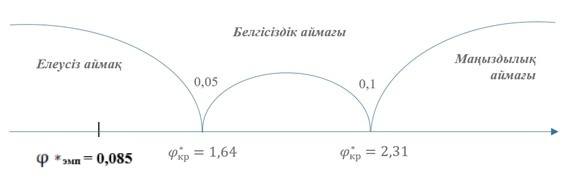 Белгісіздік аймағы
Елеусіз аймақ
Маңыздылық
аймағы
0,05
0,1
φ *эмп = 0,085
φ*кр = 1,64
φ*кр = 2,31